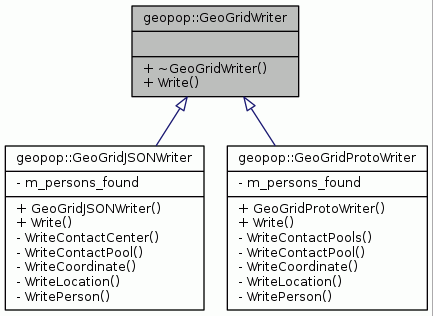 geopop::GeoGridWriter
+ ~GeoGridWriter()
+ Write()
geopop::GeoGridJSONWriter
- m_persons_found
+ GeoGridJSONWriter()
+ Write()
- WriteContactCenter()
- WriteContactPool()
- WriteCoordinate()
- WriteLocation()
- WritePerson()
geopop::GeoGridProtoWriter
- m_persons_found
+ GeoGridProtoWriter()
+ Write()
- WriteContactPools()
- WriteContactPool()
- WriteCoordinate()
- WriteLocation()
- WritePerson()